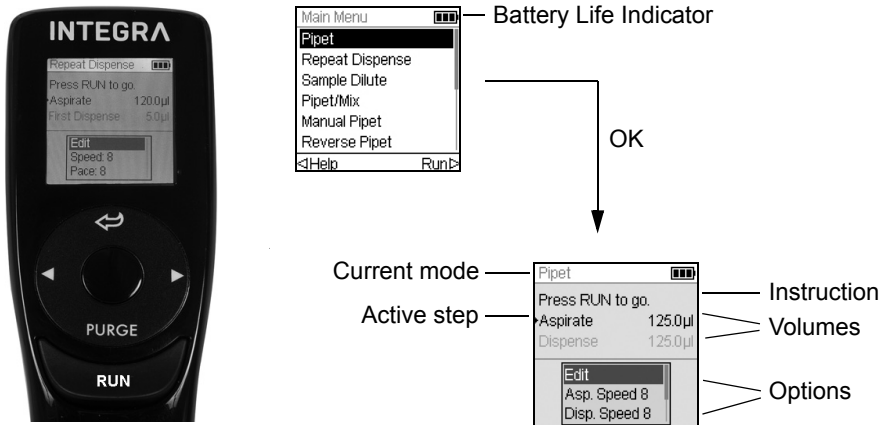 INTEGRA
Repeat Dispense
Press RUN to go.
Aspirate 120.0µl
First Dispense 5.0µl
Edit
Speed: 8
Pace: 8
PURGE
RUN
Main Menu
Pipet
Repeat Dispense
Sample Dilute
Pipet/Mix
Manual Pipet
Reverse Pipet
Help Run
Battery Life Indicator
OK
Current mode
Active step
Pipet
Press RUN to go.
Aspirate 125.0µl
Dispense 125.0µl
Edit
Asp. Speed 8
Disp. Speed 8
Instruction
Volumes
Options